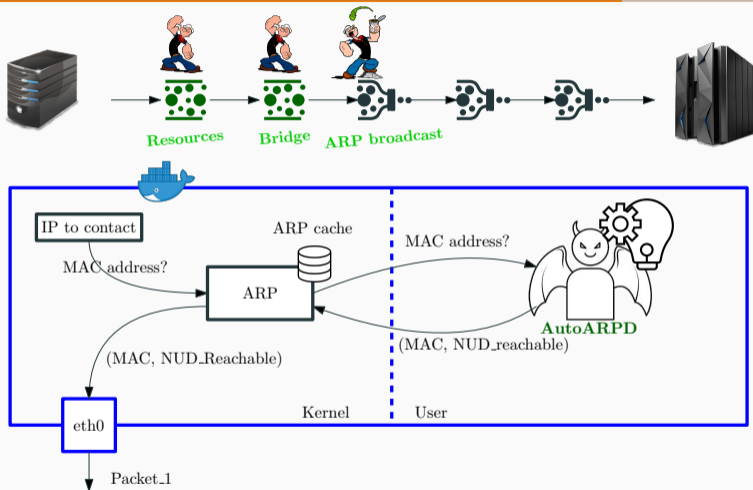 Resources
Bridge
ARP broadcast
IP to contact
ARP cache
MAC address?
MAC address?
ARP
AutoARPD
(MAC, NUD_reachable)
(MAC, NUD_Reachable)
Kernel
User
eth0
Packet_1